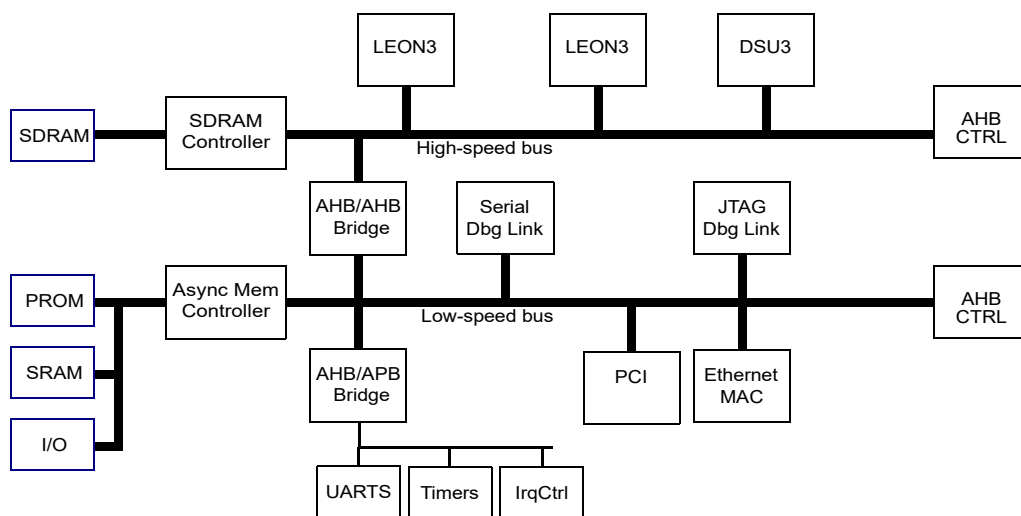 LEON3
LEON3
DSU3
SDRAM
SDRAM
Controller
AHB
CTRL
High-speed bus
AHB/AHB
Bridge
Serial
Dbg Link
JTAG
Dbg Link
PROM
Async Mem
Controller
AHB
CTRL
Low-speed bus
SRAM
AHB/APB
Bridge
PCI
Ethernet
MAC
I/O
UARTS
Timers
IrqCtrl